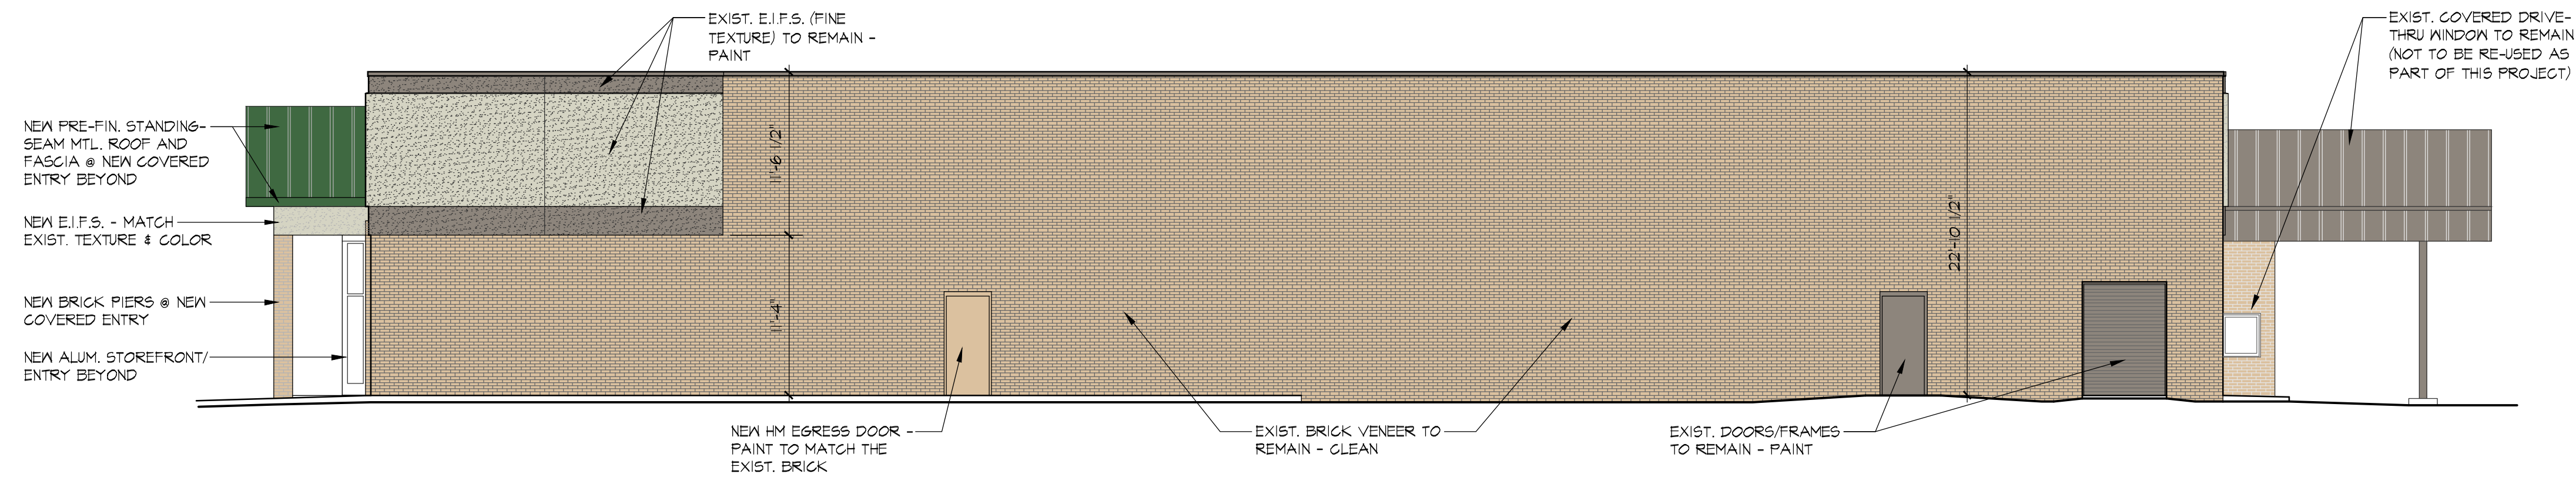 EXIST. E.I.F.S. (FINE
TEXTURE) TO REMAIN -
PAINT
EXIST. COVERED DRIVE-
THRU WINDOW TO REMAIN
(NOT TO BE RE-USED AS
PART OF THIS PROJECT)
NEW PRE-FIN. STANDING-
SEAM MTL. ROOF AND
FASCIA @ NEW COVERED
ENTRY BEYOND
11'-6 1/2"
NEW E.I.F.S. - MATCH
EXIST. TEXTURE & COLOR
22'-10 1/2"
NEW BRICK PIERS @ NEW
COVERED ENTRY
11'-4"
NEW ALUM. STOREFRONT/
ENTRY BEYOND
NEW HM EGRESS DOOR -
PAINT TO MATCH THE
EXIST. BRICK
EXIST. BRICK VENEER TO
REMAIN - CLEAN
EXIST. DOORS/FRAMES
TO REMAIN - PAINT